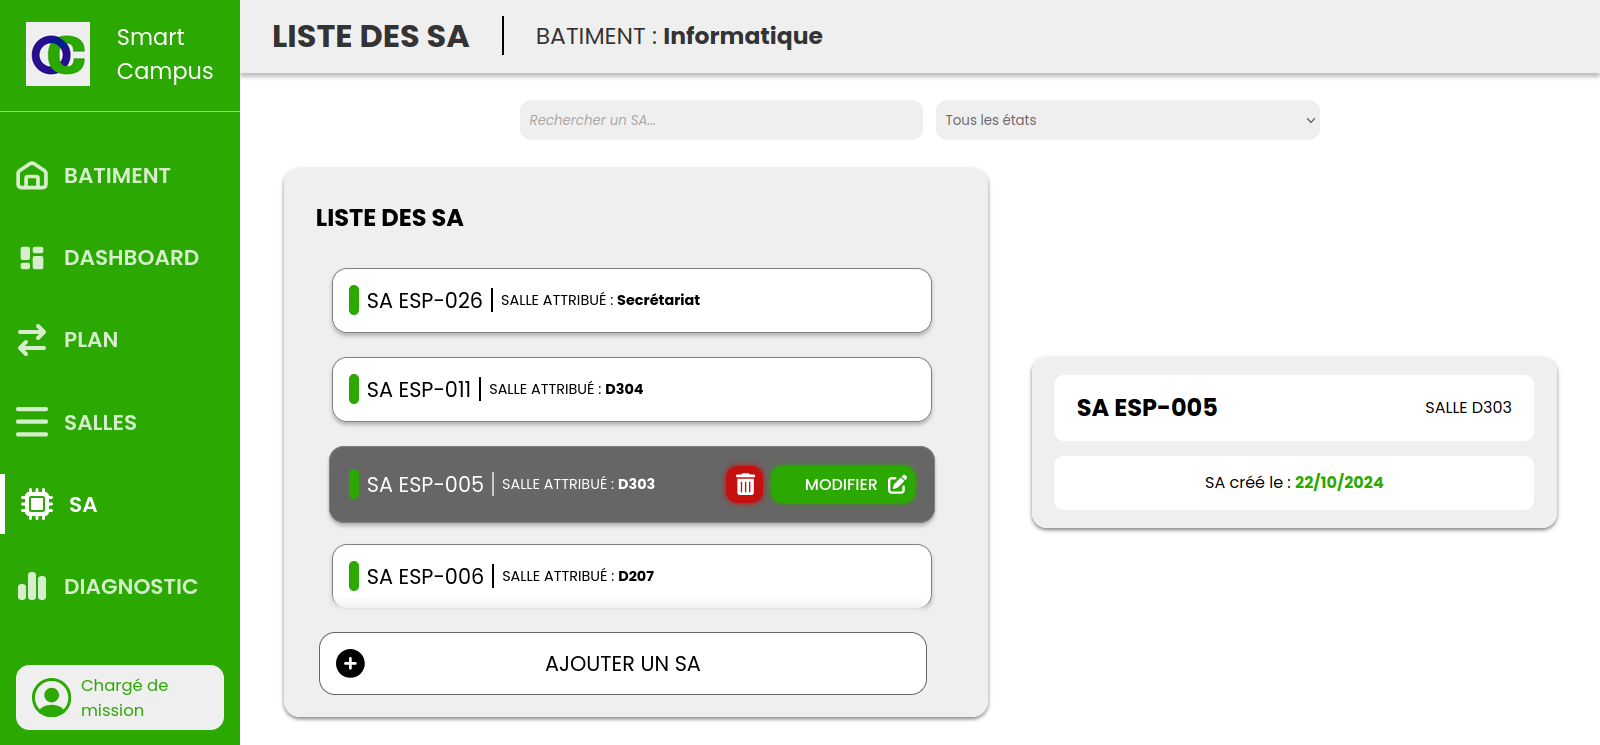 Smart
Campus
BATIMENT
DASHBOARD
PLAN
SALLES
SA
DIAGNOSTIC
Chargé de
mission
LISTE DES SA
BATIMENT : Informatique
Rechercher un SA...
Tous les états
LISTE DES SA
SA ESP-026 | SALLE ATTRIBUÉ : Secrétariat
SA ESP-011 | SALLE ATTRIBUÉ : D304
SA ESP-005 | SALLE ATTRIBUÉ : D303 MODIFIER
SA ESP-006 | SALLE ATTRIBUÉ : D207
AJOUTER UN SA
SA ESP-005 SALLE D303
SA créé le : 22/10/2024